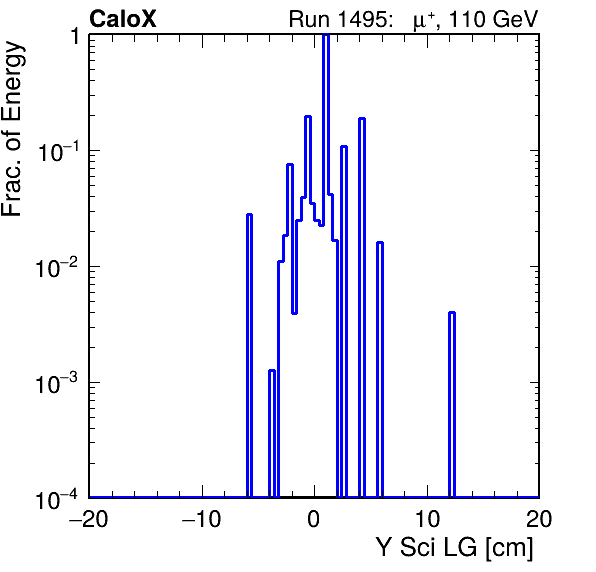 CaloX Run 1495: μ⁺, 110 GeV
Frac. of Energy
1
10⁻¹
10⁻²
10⁻³
10⁻⁴
−20 −10 0 10 20
Y Sci LG [cm]